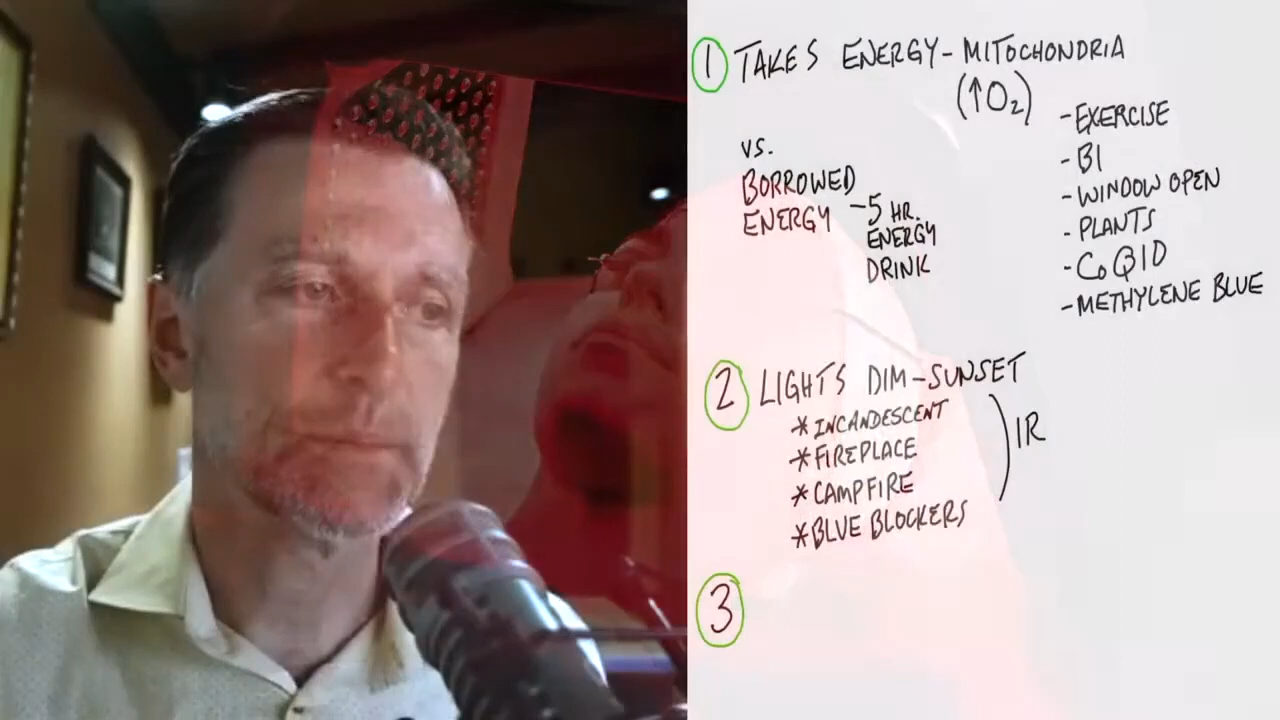 1 TAKES ENERGY-MITOCHONDRIA
(↑O₂)
vs.
BORROWED
ENERGY
-5 HR.
ENERGY
DRINK
-EXERCISE
-B1
-WINDOW OPEN
-PLANTS
-CoQ10
-METHYLENE BLUE
2 LIGHTS DIM-SUNSET
*INCANDESCENT
*FIREPLACE
*CAMPFIRE
*BLUE BLOCKERS
IR
3